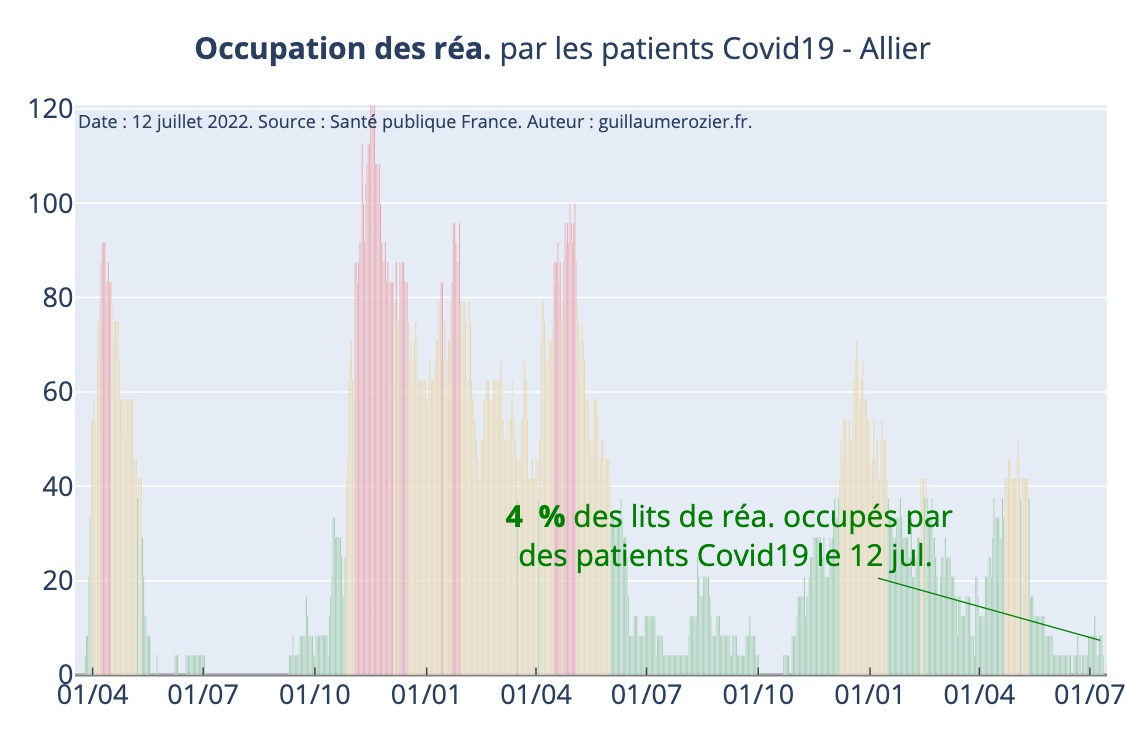 Occupation des réa. par les patients Covid19 - Allier
120
Date : 12 juillet 2022. Source : Santé publique France. Auteur : guillaumerozier.fr.
100
80
60
40
4 % des lits de réa. occupés par
des patients Covid19 le 12 jul.
20
0
01/04 01/07 01/10 01/01 01/04 01/07 01/10 01/01 01/04 01/07